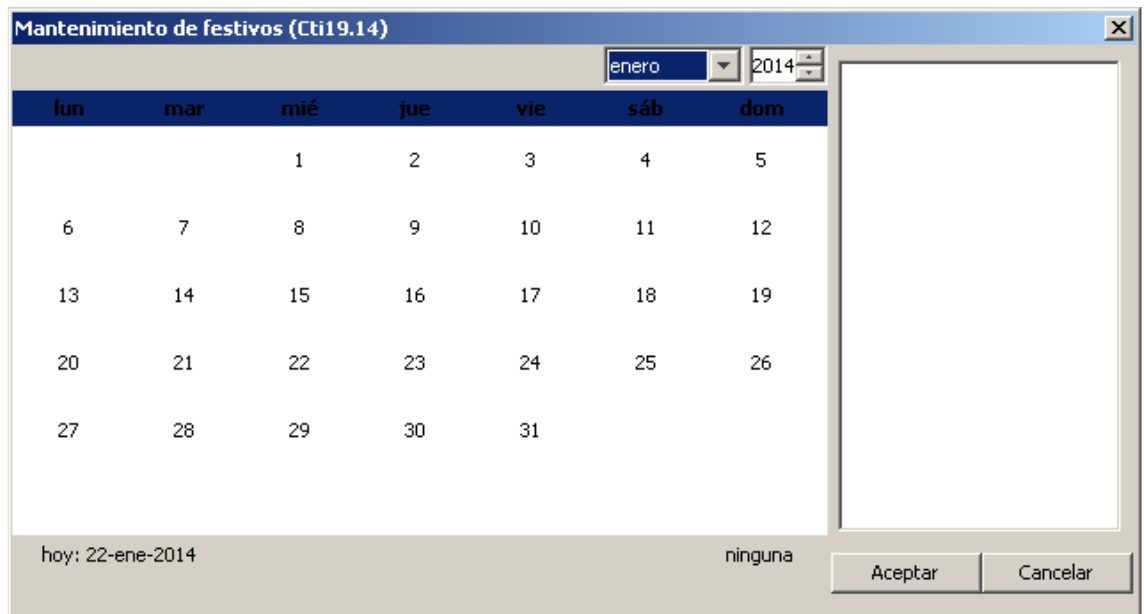 Mantenimiento de festivos (Cti19.14)
enero 2014
lun mar mié jue vie sáb dom
1 2 3 4 5
6 7 8 9 10 11 12
13 14 15 16 17 18 19
20 21 22 23 24 25 26
27 28 29 30 31
hoy: 22-ene-2014 ninguna
Aceptar Cancelar